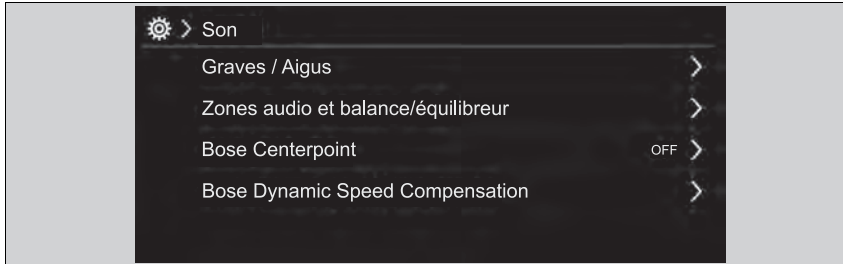 Son
Graves / Aigus
Zones audio et balance/équilibreur
Bose Centerpoint OFF
Bose Dynamic Speed Compensation